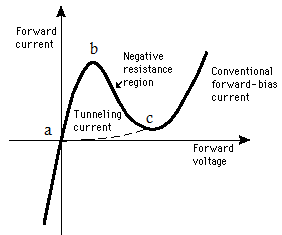 Forward
current
b
Negative
resistance
region
Conventional
forward-bias
current
a
Tunneling
current
c
Forward
voltage